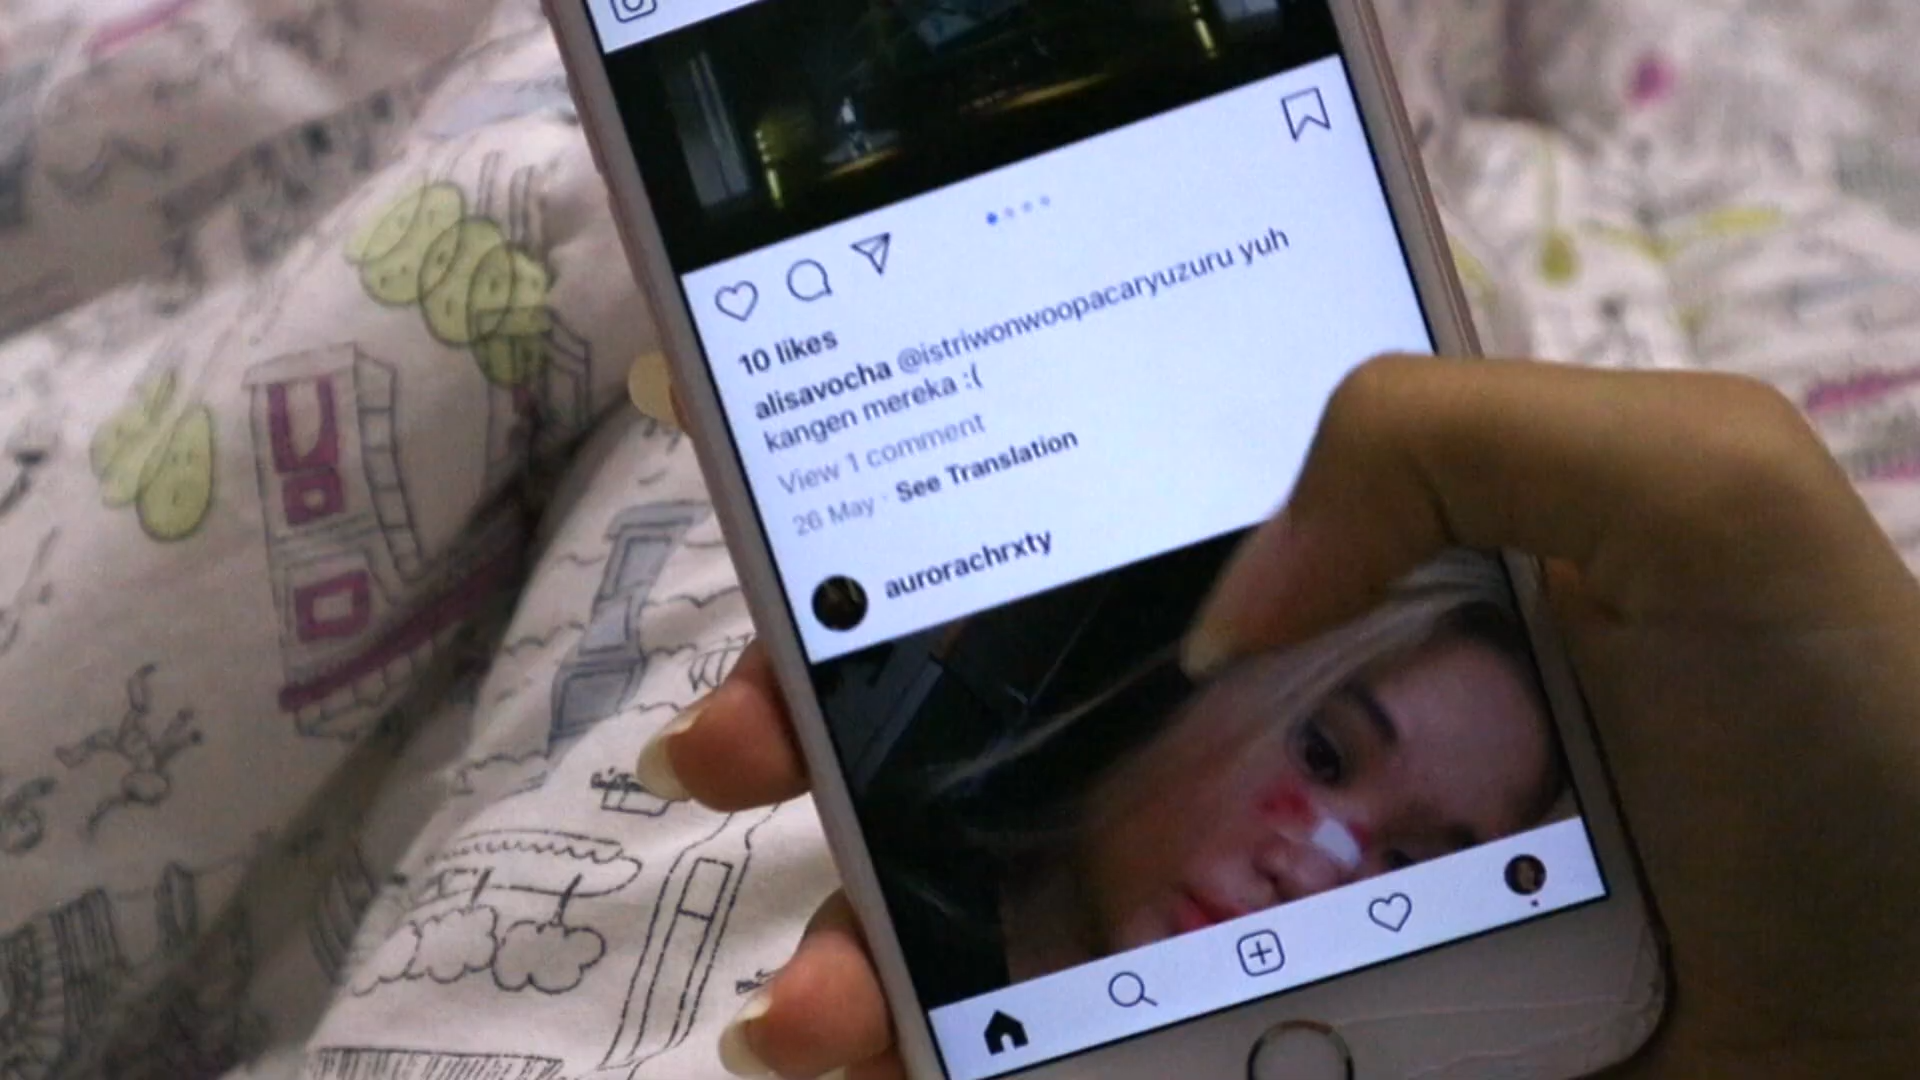 10 likes
alisavocha @istriwonwoopacaryuzuru yuh
kangen mereka :(
View 1 comment
26 May · See Translation
aurorachrxty